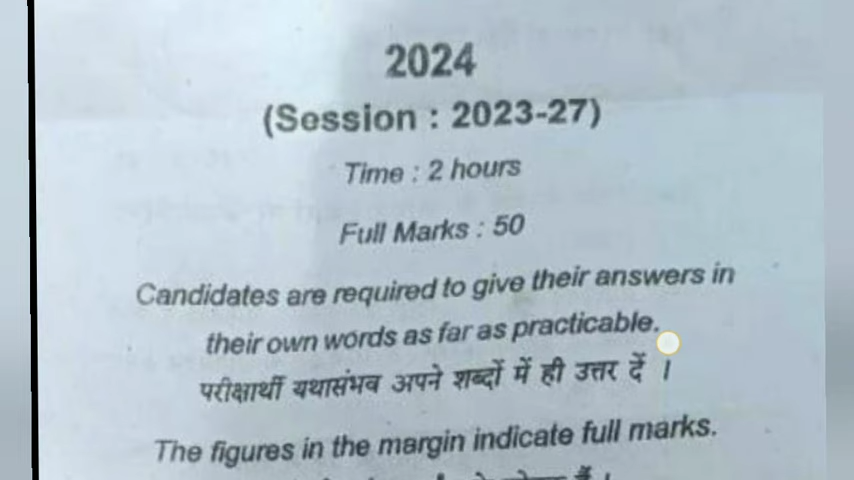 2024
(Session : 2023-27)
Time : 2 hours
Full Marks : 50
Candidates are required to give their answers in
their own words as far as practicable.
परीक्षार्थी यथासंभव अपने शब्दों में ही उत्तर दें ।
The figures in the margin indicate full marks.